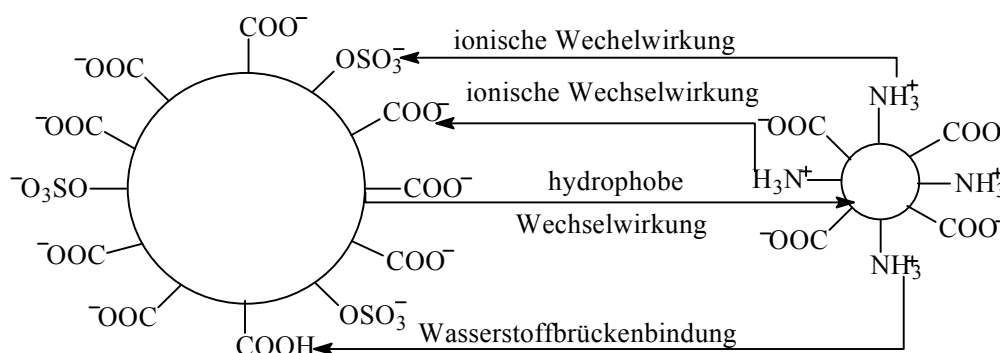 COO⁻
⁻OOC
OSO₃⁻
ionische Wechelwirkung
⁻OOC
COO⁻
ionische Wechselwirkung
NH₃⁺
⁻OOC
COO⁻
⁻O₃SO
COO⁻
hydrophobe
H₃N⁺
NH₃⁺
Wechselwirkung
⁻OOC
COO⁻
⁻OOC
COO⁻
NH₃⁺
⁻OOC
OSO₃⁻
COOH
Wasserstoffbrückenbindung